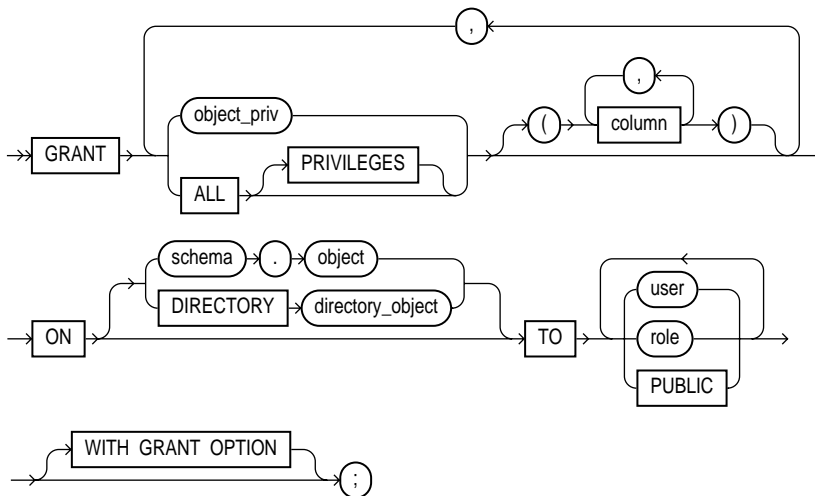 ,
object_priv
,
GRANT
(
column
)
ALL
PRIVILEGES
schema . object
DIRECTORY directory_object
ON
TO
user
role
PUBLIC
WITH GRANT OPTION
;